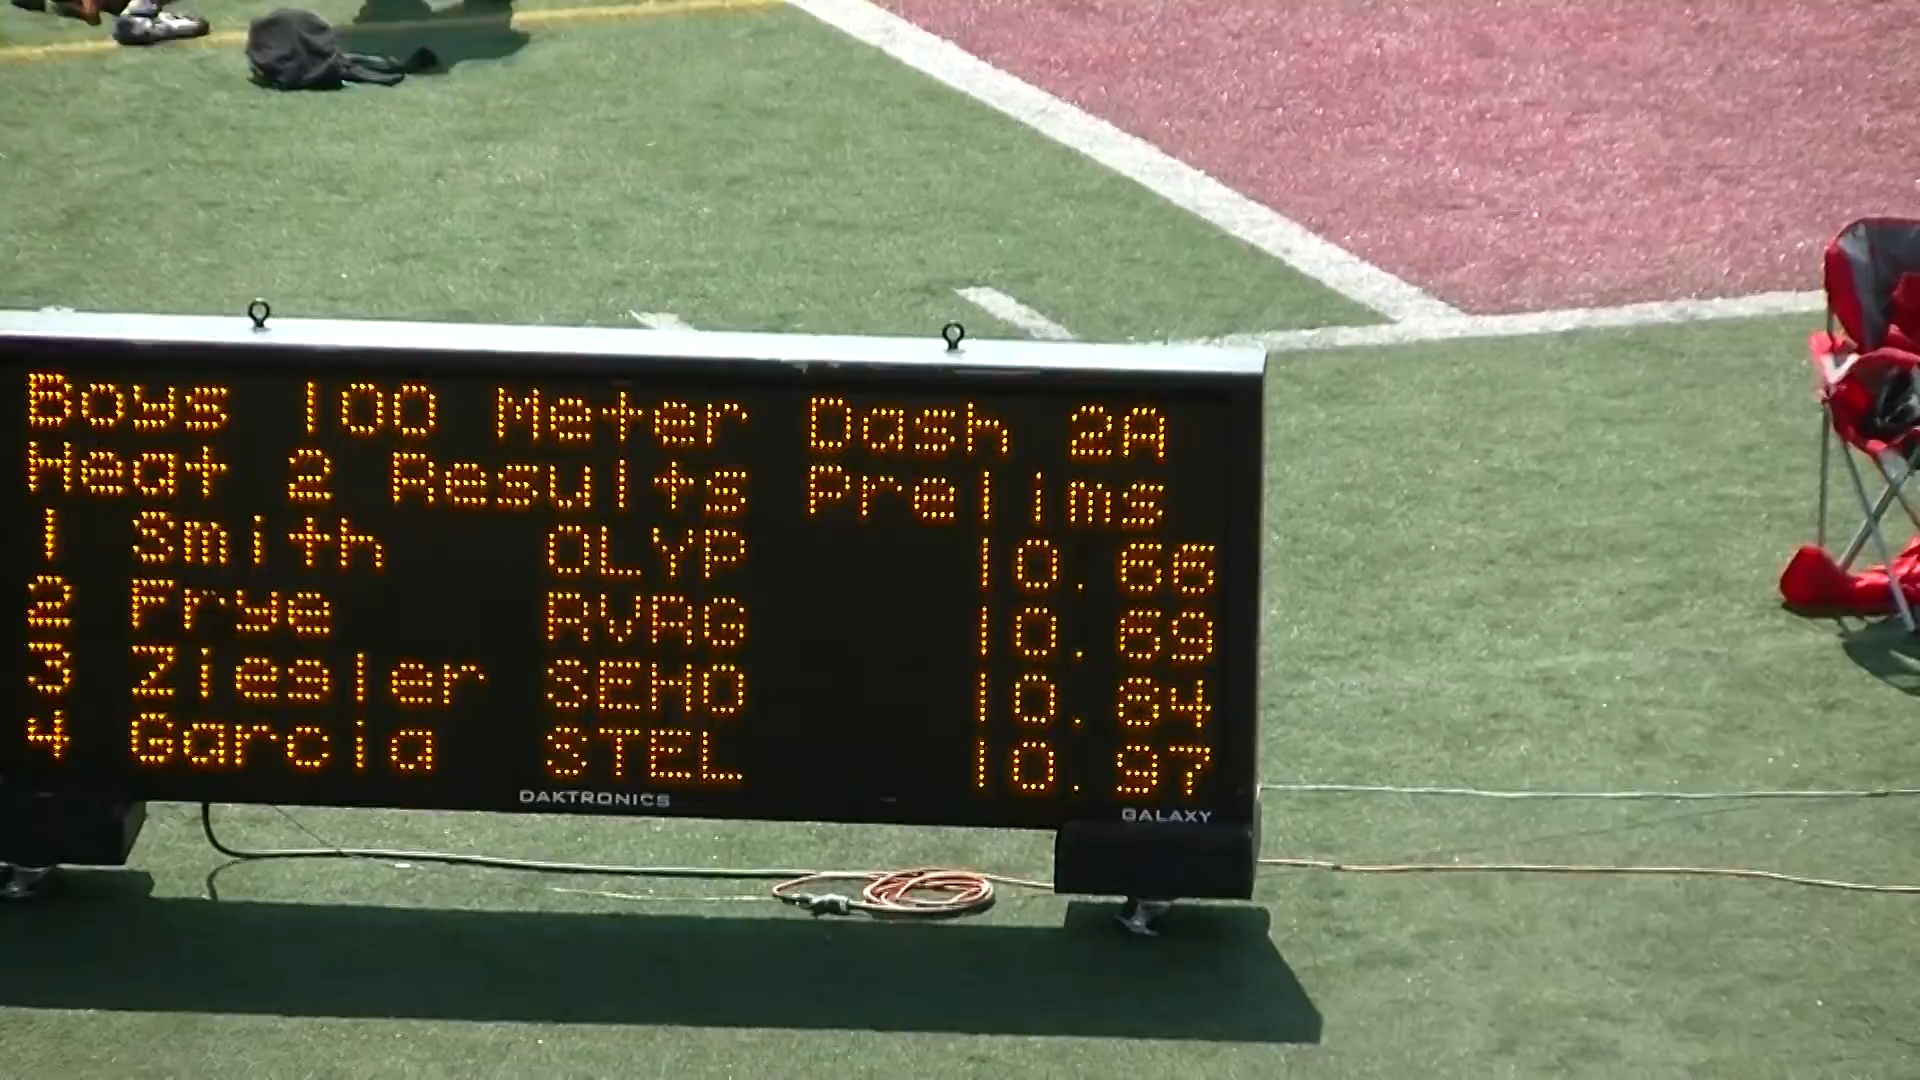 Boys 100 Meter Dash 2A
Heat 2 Results Prelims
1 Smith OLYP 10.66
2 Frye RVAG 10.69
3 Ziegler SEHO 10.84
4 Garcia STEL 10.97
DAKTRONICS
GALAXY